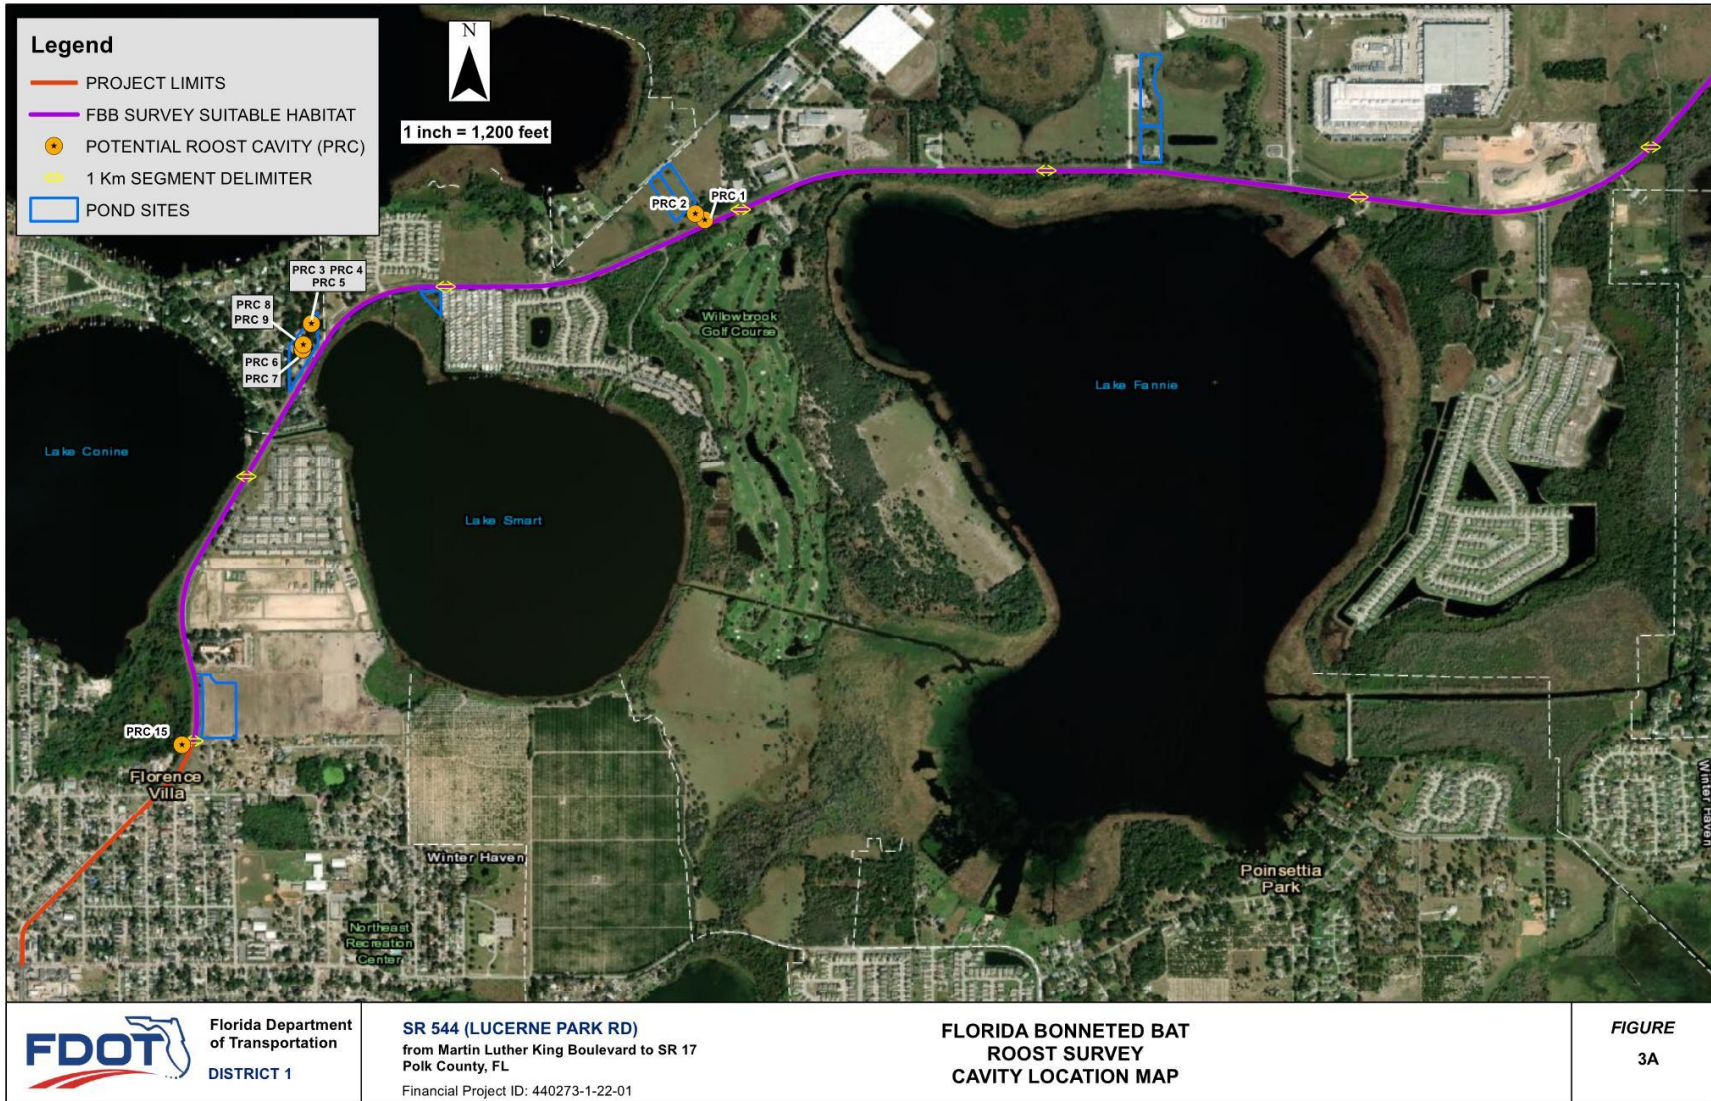 Legend
PROJECT LIMITS
FBB SURVEY SUITABLE HABITAT
POTENTIAL ROOST CAVITY (PRC)
1 Km SEGMENT DELIMITER
POND SITES
N
1 inch = 1,200 feet
PRC 1
PRC 2
PRC 3 PRC 4
PRC 5
PRC 8
PRC 9
PRC 6
PRC 7
Willowbrook
Golf Course
Lake Fannie
Lake Conine
Lake Smart
PRC 15
Florence
Villa
Winter Haven
Winter Haven
Poinsettia
Park
Northeast
Recreation
Center
FDOT
Florida Department
of Transportation
DISTRICT 1
SR 544 (LUCERNE PARK RD)
from Martin Luther King Boulevard to SR 17
Polk County, FL
Financial Project ID: 440273-1-22-01
FLORIDA BONNETED BAT
ROOST SURVEY
CAVITY LOCATION MAP
FIGURE
3A